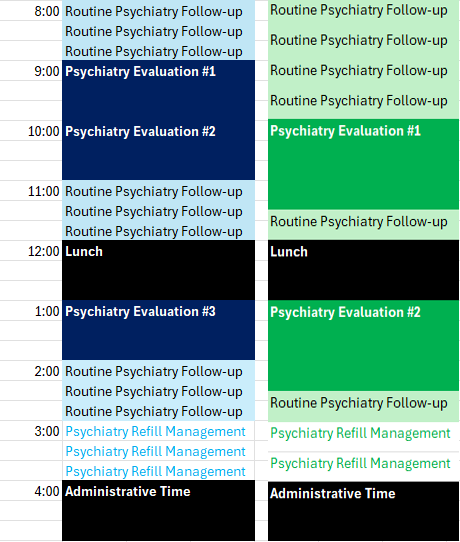 8:00 Routine Psychiatry Follow-up Routine Psychiatry Follow-up
Routine Psychiatry Follow-up
Routine Psychiatry Follow-up
Routine Psychiatry Follow-up
9:00 Psychiatry Evaluation #1 Routine Psychiatry Follow-up
Routine Psychiatry Follow-up
10:00 Psychiatry Evaluation #2 Psychiatry Evaluation #1
11:00 Routine Psychiatry Follow-up
Routine Psychiatry Follow-up Routine Psychiatry Follow-up
Routine Psychiatry Follow-up
12:00 Lunch Lunch
1:00 Psychiatry Evaluation #3 Psychiatry Evaluation #2
2:00 Routine Psychiatry Follow-up
Routine Psychiatry Follow-up
Routine Psychiatry Follow-up Routine Psychiatry Follow-up
3:00 Psychiatry Refill Management Psychiatry Refill Management
Psychiatry Refill Management
Psychiatry Refill Management Psychiatry Refill Management
4:00 Administrative Time Administrative Time